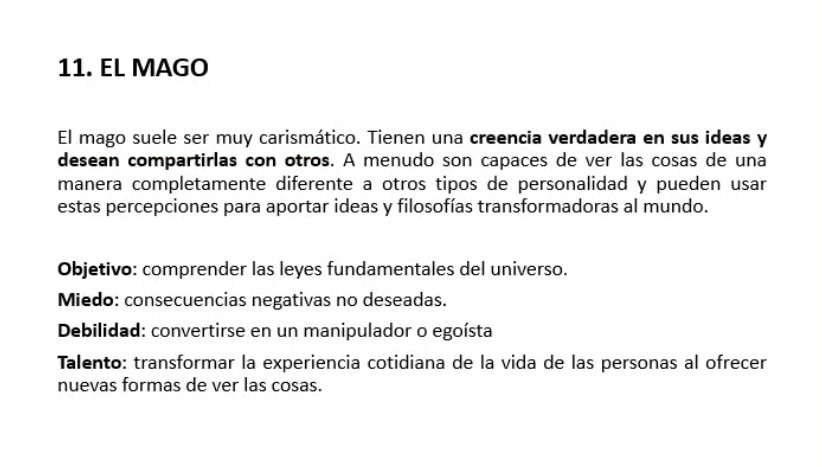 11. EL MAGO
El mago suele ser muy carismático. Tienen una creencia verdadera en sus ideas y
desean compartirlas con otros. A menudo son capaces de ver las cosas de una
manera completamente diferente a otros tipos de personalidad y pueden usar
estas percepciones para aportar ideas y filosofías transformadoras al mundo.
Objetivo: comprender las leyes fundamentales del universo.
Miedo: consecuencias negativas no deseadas.
Debilidad: convertirse en un manipulador o egoísta
Talento: transformar la experiencia cotidiana de la vida de las personas al ofrecer
nuevas formas de ver las cosas.